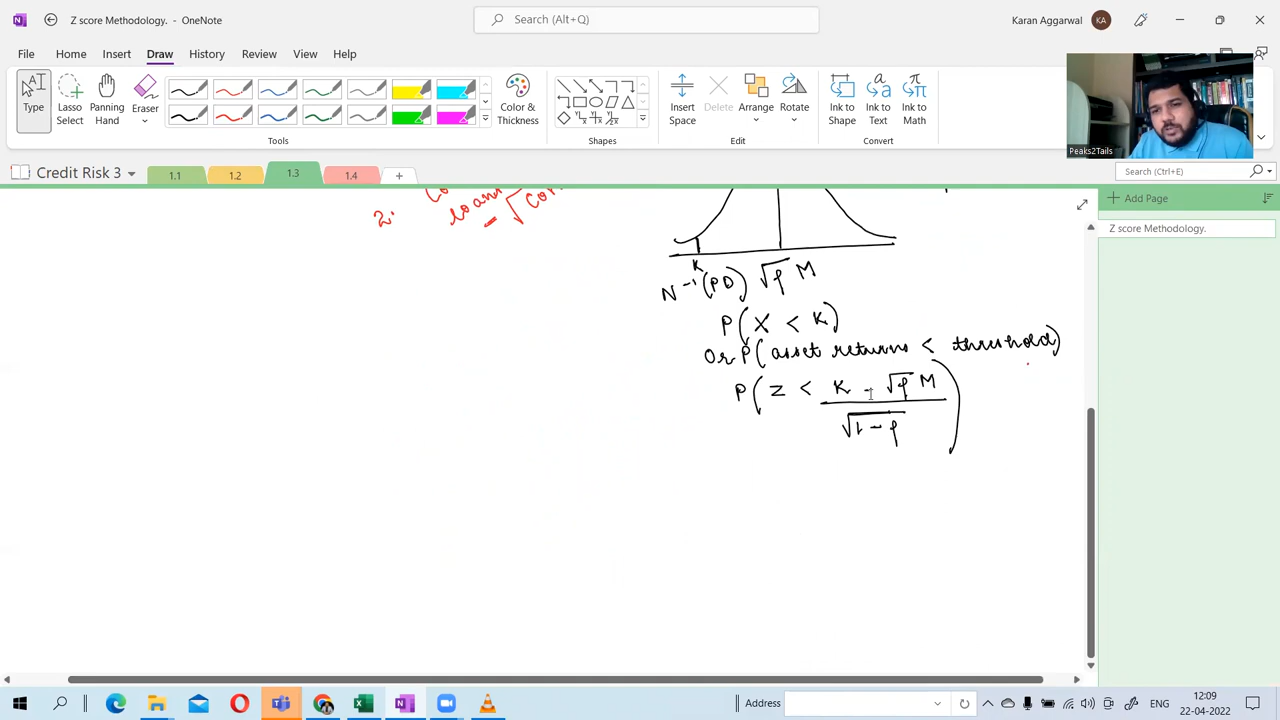 Z score Methodology. - OneNote
Search (Alt+Q)
Karan Aggarwal
KA
File Home Insert Draw History Review View Help
Type
Lasso Select
Panning Hand
Eraser
Color & Thickness
Insert Space
Delete
Arrange
Rotate
Ink to Shape
Ink to Text
Ink to Math
Tools
Shapes
Edit
Convert
Peaks2Tails
Credit Risk 3
1.1 1.2 1.3 1.4 +
Search (Ctrl+E)
Add Page
Z score Methodology.
2.
K
N⁻¹(PD) √ρ M
P(X < K)
Or P(asset returns < threshold)
P(Z < (K - √ρ M) / √1-ρ)
Address
ENG
12:09
22-04-2022